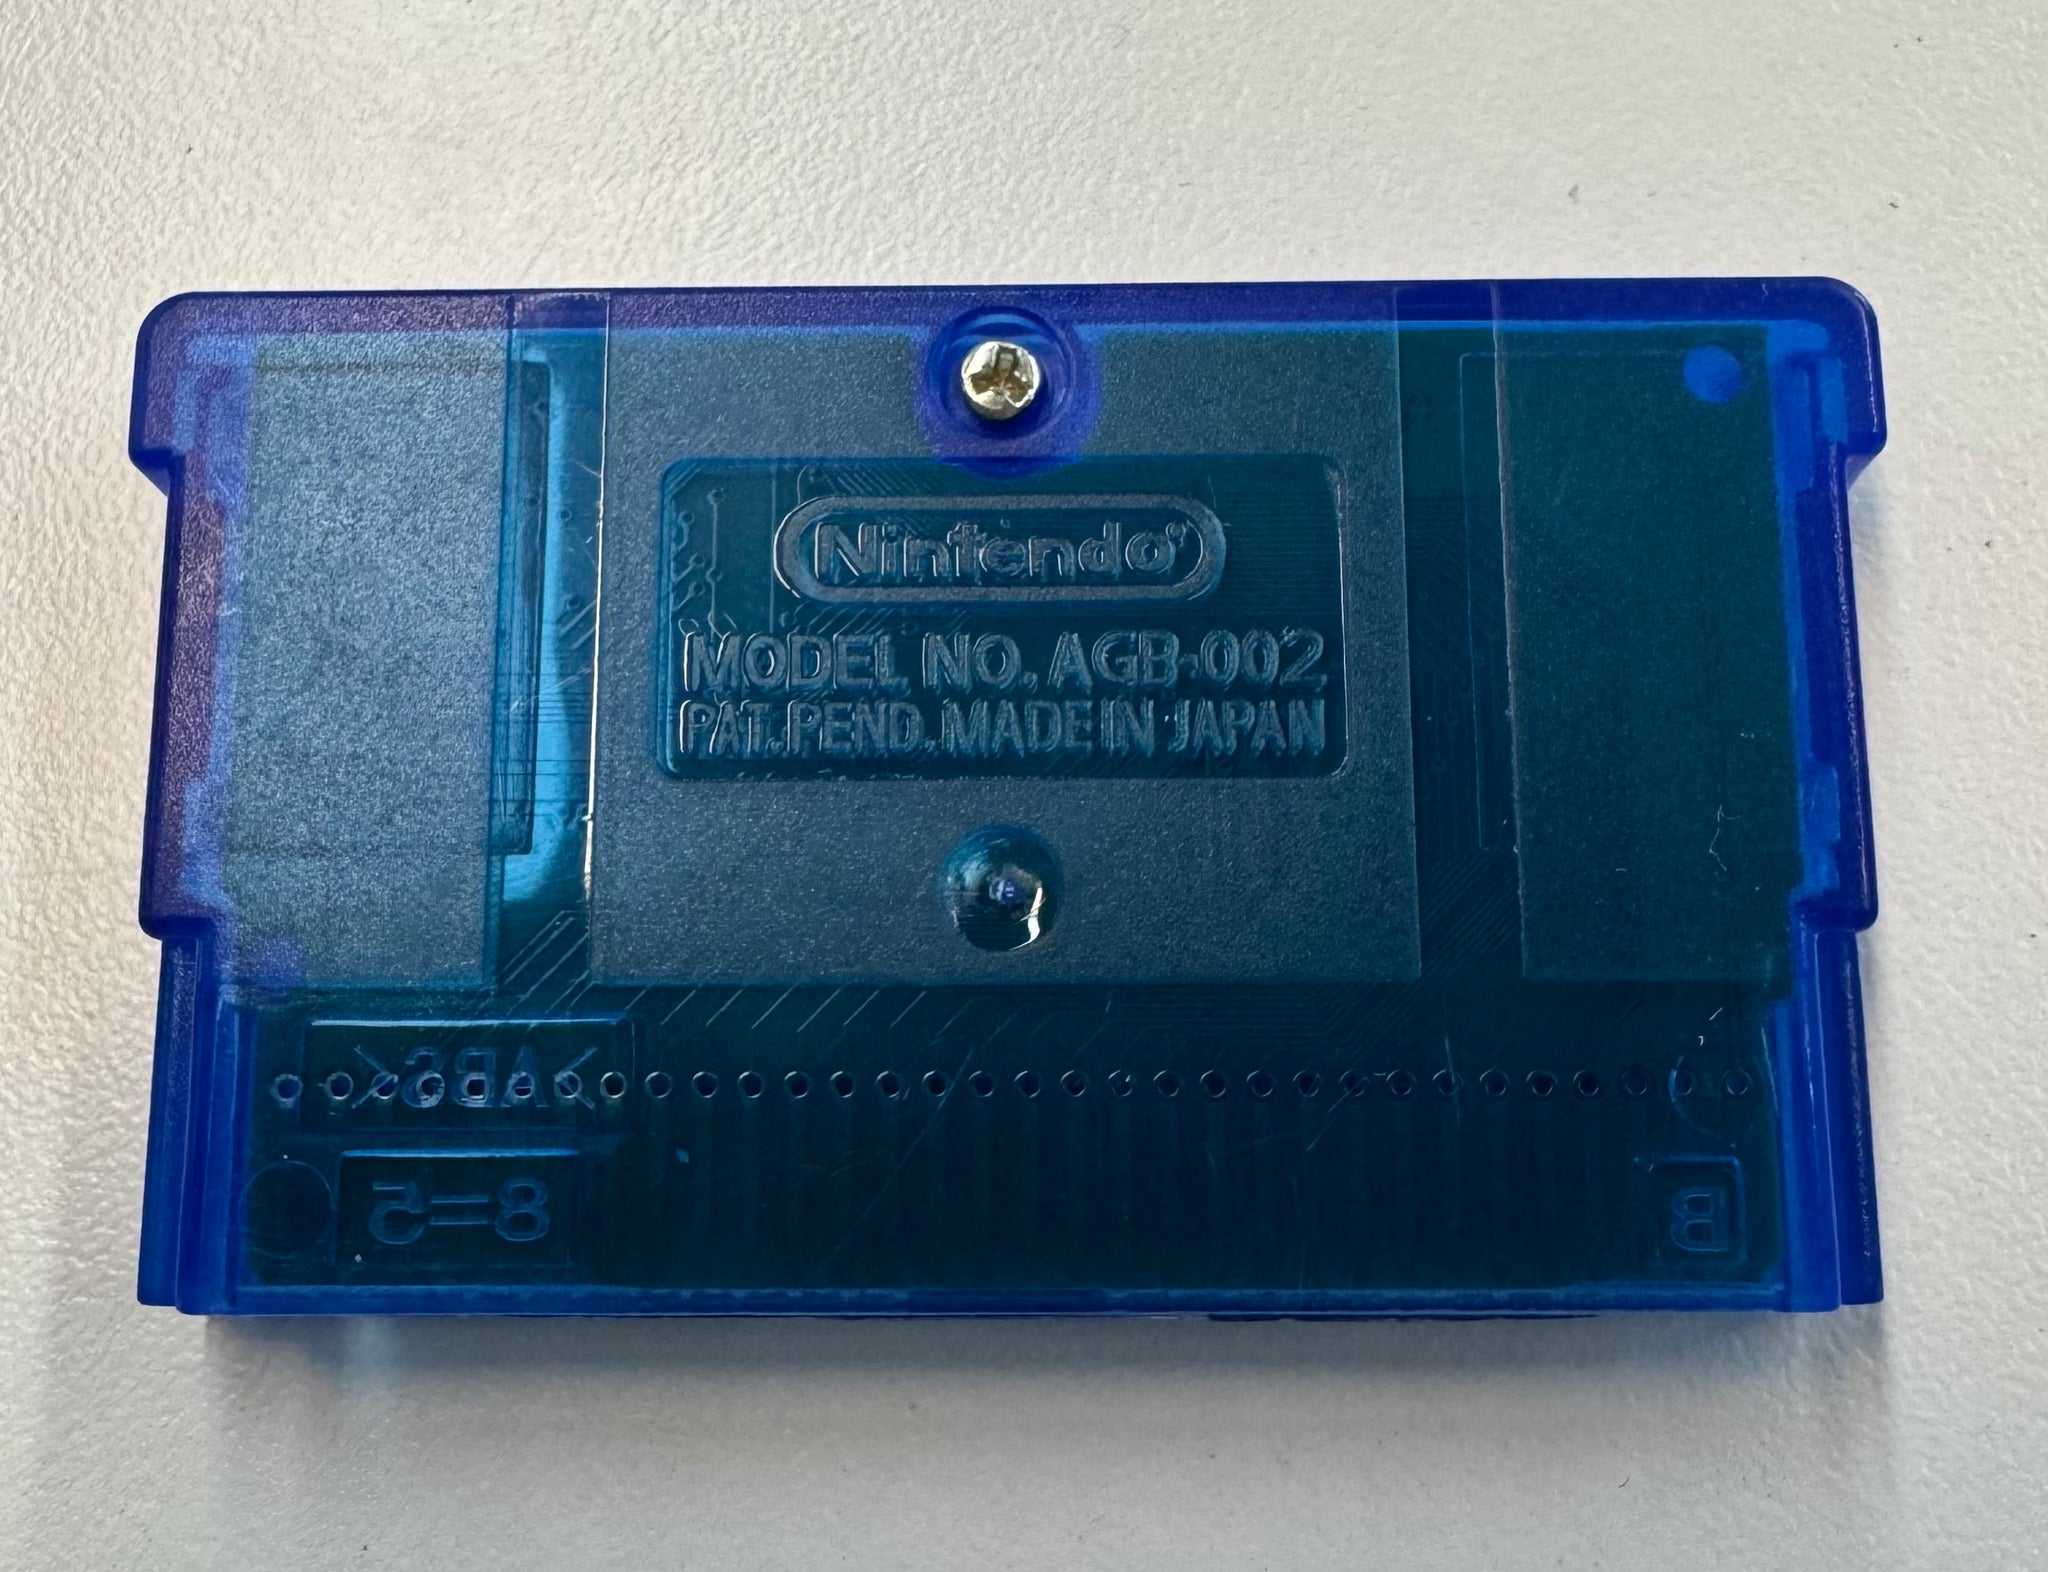 Nintendo®
MODEL NO. AGB-002
PAT. PEND. MADE IN JAPAN
>ABS<
8=5
B